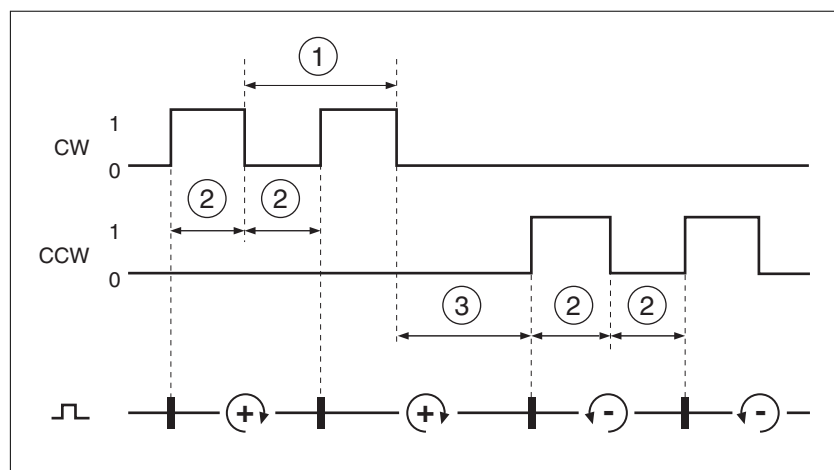 ①
1
CW
0
② ②
1
CCW
0
③ ② ②
+ + - -